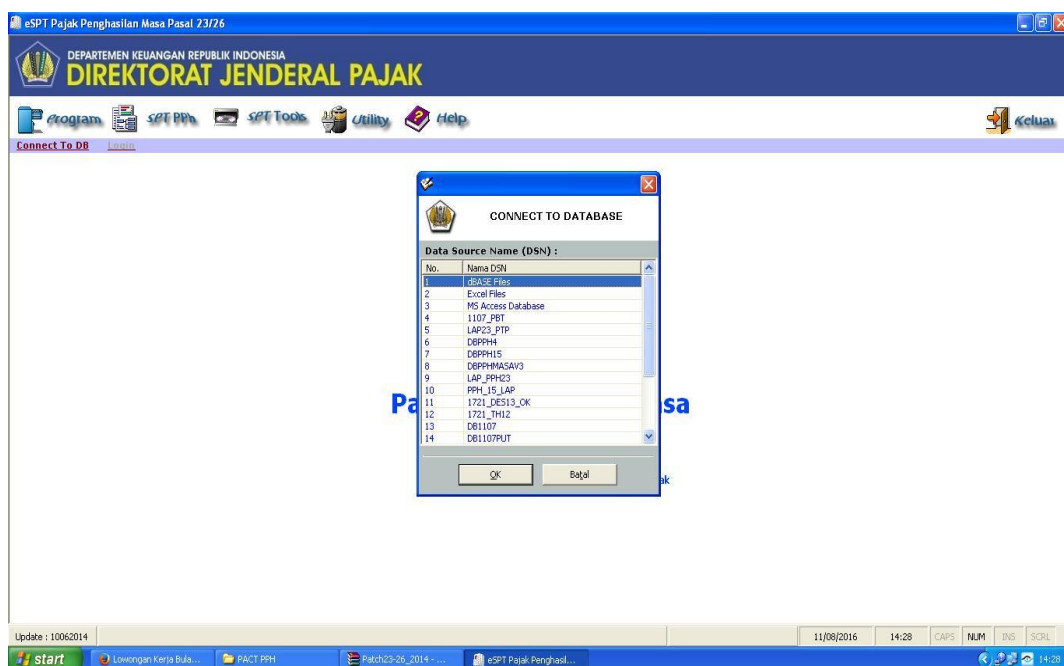 eSPT Pajak Penghasilan Masa Pasal 23/26
DEPARTEMEN KEUANGAN REPUBLIK INDONESIA
DIREKTORAT JENDERAL PAJAK
Program SPT PPh SPT Tools Utility Help Keluar
Connect To DB Login
CONNECT TO DATABASE
Data Source Name (DSN) :
No. Nama DSN
1 dBASE Files
2 Excel Files
3 MS Access Database
4 1107_PBT
5 LAP23_PTP
6 DBPPH4
7 DBPPH15
8 DBPPHMASAV3
9 LAP_PPH23
10 PPH_15_LAP
11 1721_DES13_OK
12 1721_TH12
13 DB1107
14 DB1107PUT
Pa
sa
OK Batal
ak
Update : 10062014 11/08/2016 14:28 CAPS NUM INS SCRL
start Lowongan Kerja Bula... PACT PPH Patch23-26_2014 - ... eSPT Pajak Penghasil... 14:28